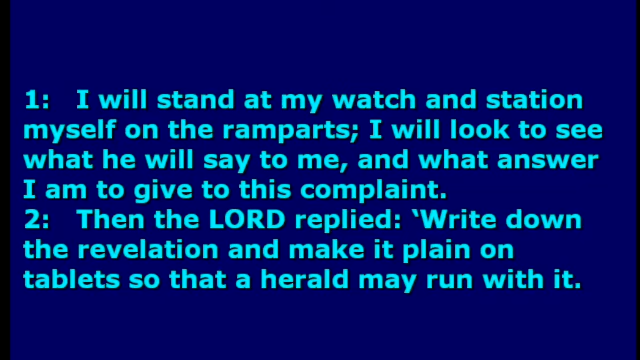 1:   I will stand at my watch and station
myself on the ramparts; I will look to see
what he will say to me, and what answer
I am to give to this complaint.
2:   Then the LORD replied: ‘Write down
the revelation and make it plain on
tablets so that a herald may run with it.